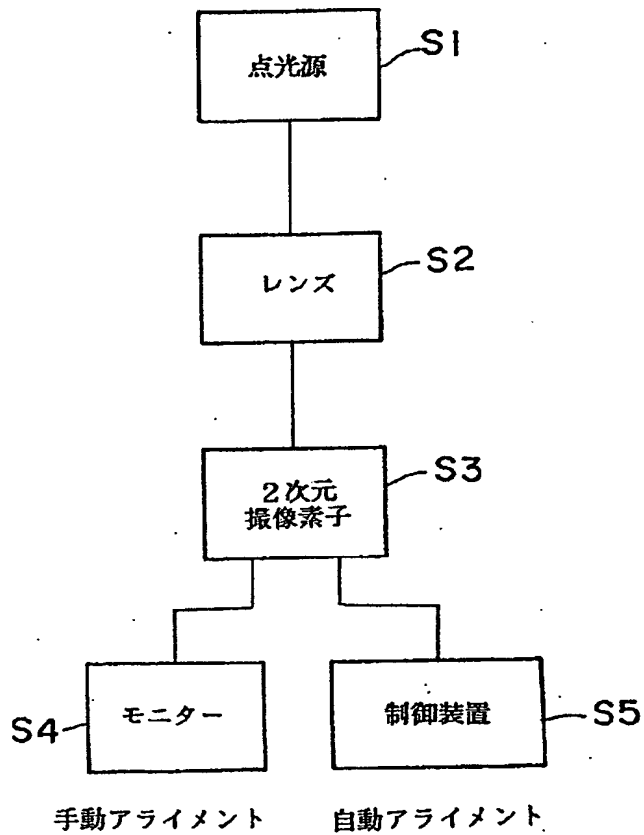 点光源
S1
レンズ
S2
2次元
撮像素子
S3
モニター
S4
制御装置
S5
手動アライメント
自動アライメント